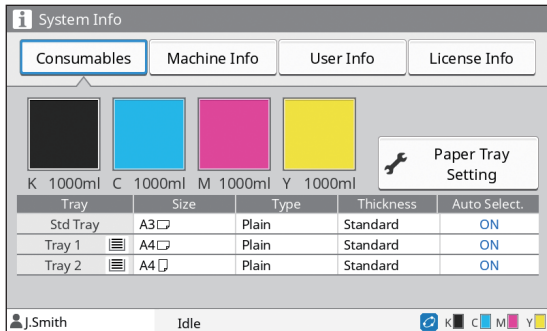 System Info
Consumables Machine Info User Info License Info
K 1000ml C 1000ml M 1000ml Y 1000ml
Paper Tray
Setting
Tray Size Type Thickness Auto Select.
Std Tray A3 Plain Standard ON
Tray 1 A4 Plain Standard ON
Tray 2 A4 Plain Standard ON
J.Smith Idle K C M Y